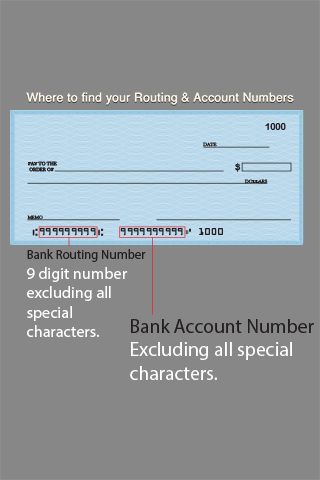 Where to find your Routing & Account Numbers
1000
DATE
PAY TO THE
ORDER OF
$
DOLLARS
MEMO
⑆999999999⑆ 9999999999⑈ 1000
Bank Routing Number
9 digit number
excluding all
special
characters.
Bank Account Number
Excluding all special
characters.